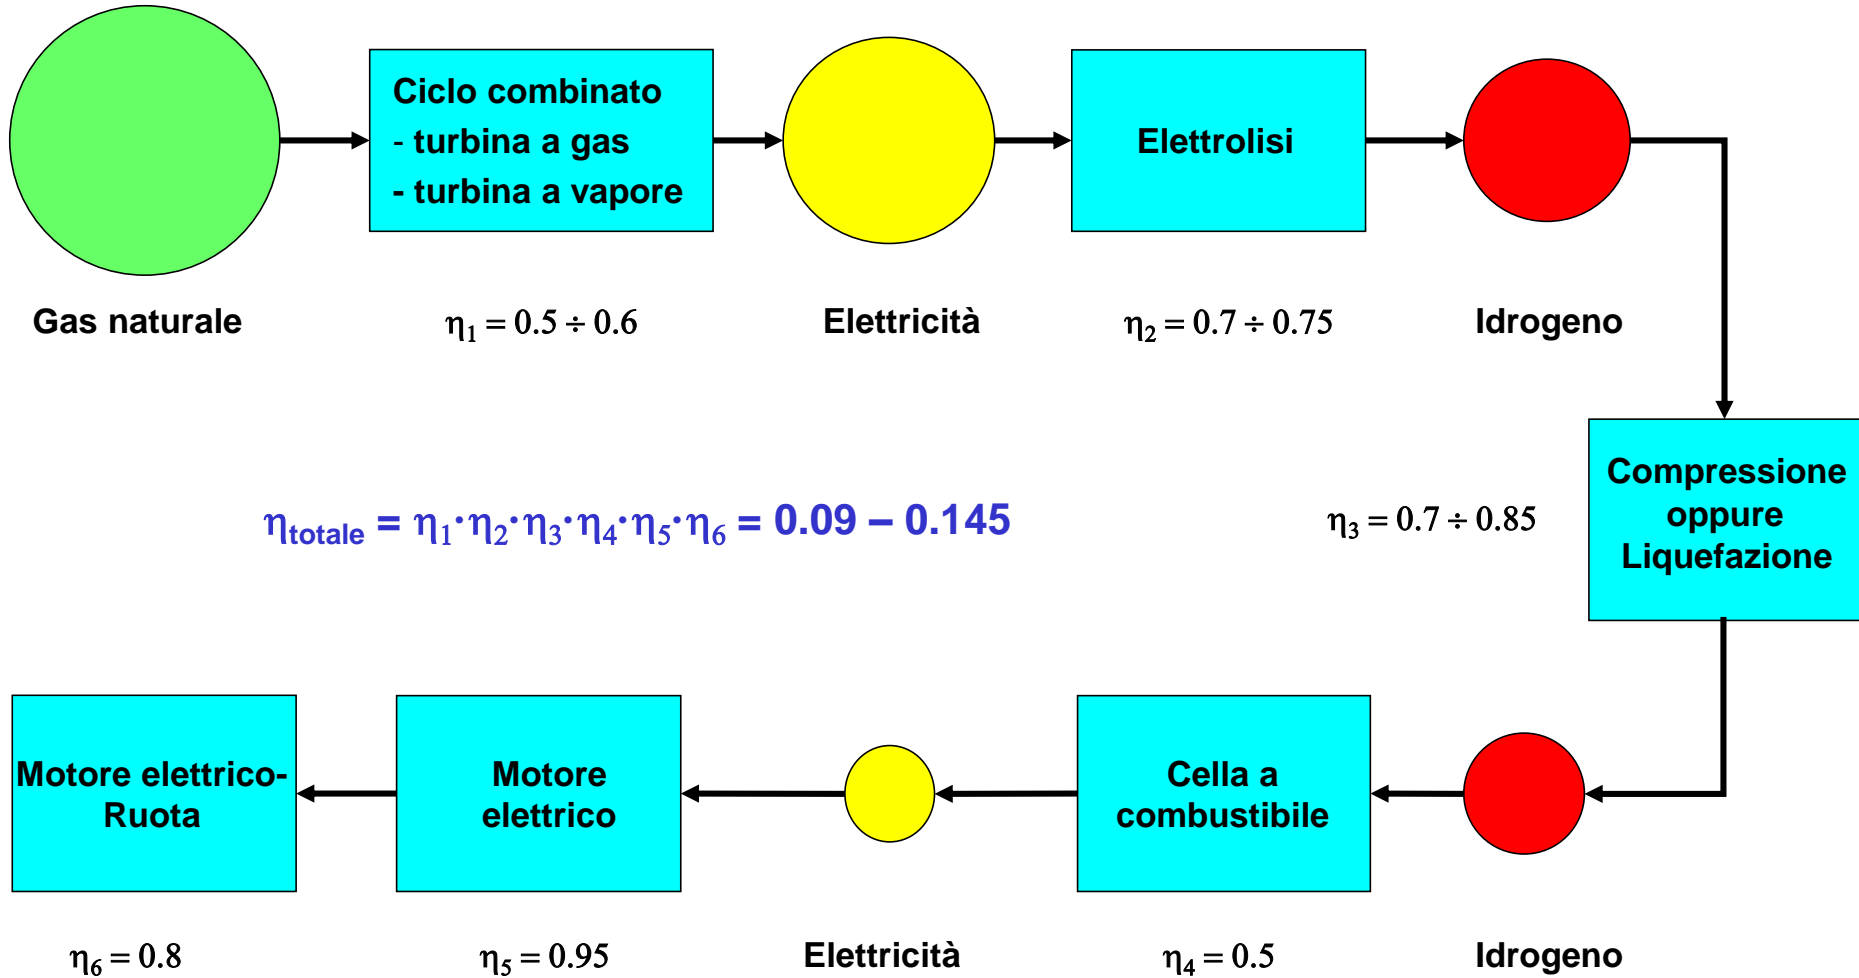 Ciclo combinato
- turbina a gas
- turbina a vapore
Elettrolisi
Gas naturale
η₁ = 0.5 ÷ 0.6
Elettricità
η₂ = 0.7 ÷ 0.75
Idrogeno
Compressione
oppure
Liquefazione
η₃ = 0.7 ÷ 0.85
ηtotale = η₁·η₂·η₃·η₄·η₅·η₆ = 0.09 – 0.145
Motore elettrico-
Ruota
Motore
elettrico
Cella a
combustibile
η₆ = 0.8
η₅ = 0.95
Elettricità
η₄ = 0.5
Idrogeno